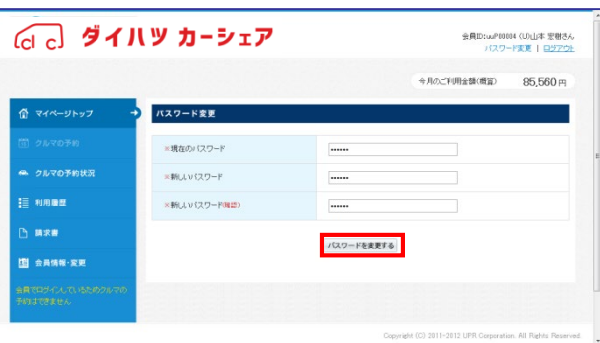 cl c ダイハツ カーシェア
会員ID:uuP80004 (U)山本 宏樹さん
パスワード変更 | ログアウト
今月のご利用金額(概算) 85,560 円
マイページトップ
クルマの予約
クルマの予約状況
利用履歴
請求書
会員情報・変更
会員でログインしているためクルマの
予約はできません
パスワード変更
※現在のパスワード
※新しいパスワード
※新しいパスワード(確認)
パスワードを変更する
Copyright (C) 2011-2012 UPR Corporation. All Rights Reserved.